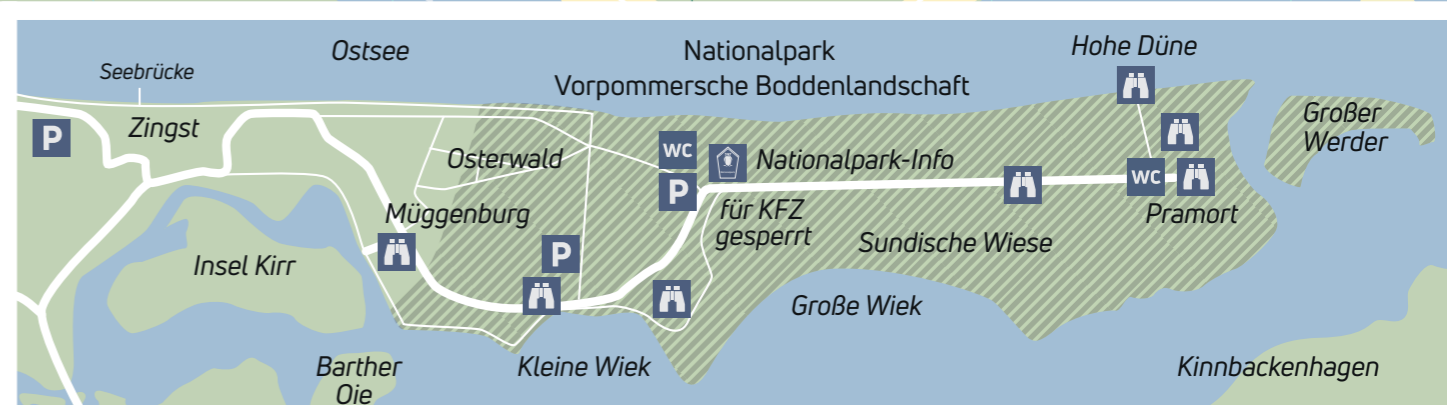 Ostsee
Nationalpark
Vorpommersche Boddenlandschaft
Hohe Düne
Seebrücke
Zingst
P
Osterwald
WC
Nationalpark-Info
Großer
Werder
P
für KFZ
gesperrt
WC
Müggenburg
Pramort
Sundische Wiese
P
Insel Kirr
Große Wiek
Barther
Oie
Kleine Wiek
Kinnbackenhagen